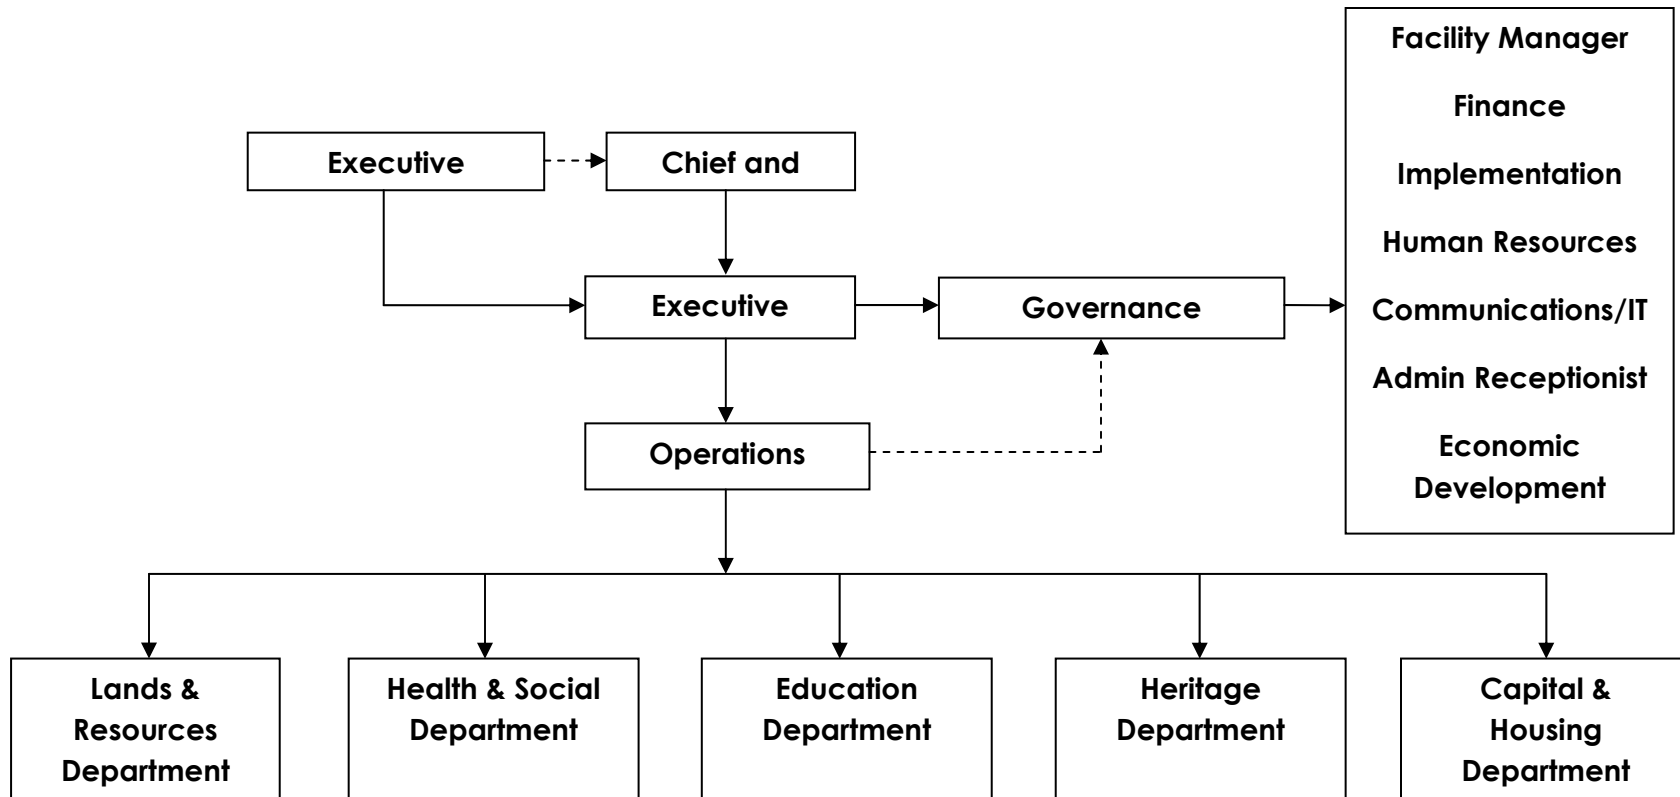 Facility Manager
Finance
Implementation
Human Resources
Communications/IT
Admin Receptionist
Economic
Development
Executive
Chief and
Executive
Governance
Operations
Lands &
Resources
Department
Health & Social
Department
Education
Department
Heritage
Department
Capital &
Housing
Department